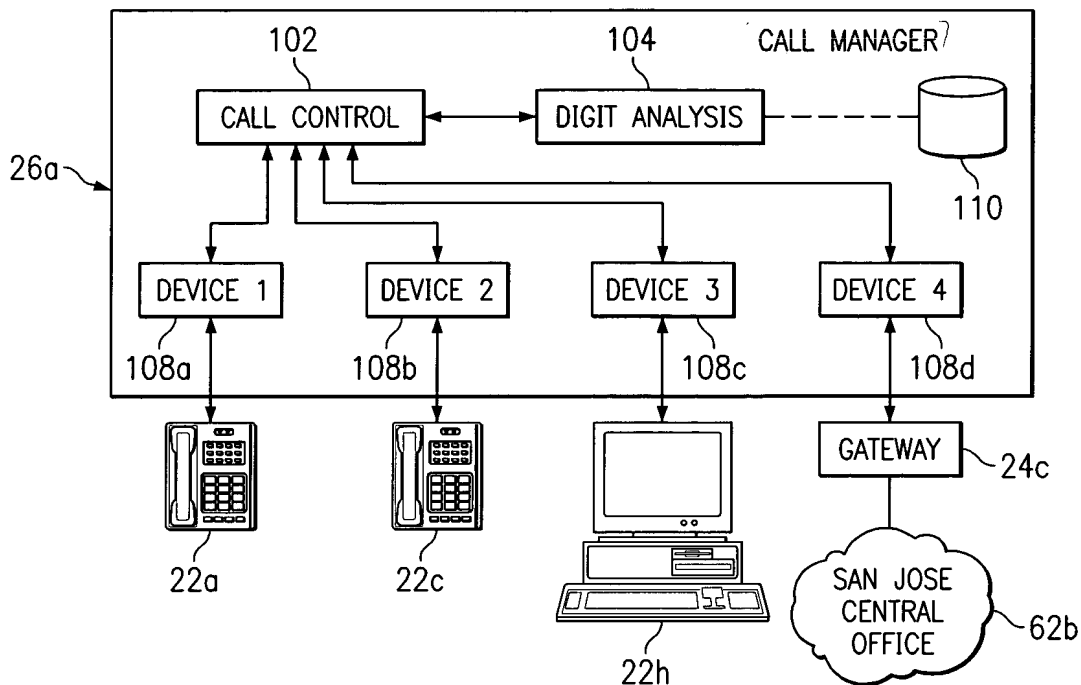 102
104
CALL MANAGER
CALL CONTROL
DIGIT ANALYSIS
26a
110
DEVICE 1
DEVICE 2
DEVICE 3
DEVICE 4
108a
108b
108c
108d
GATEWAY
24c
22a
22c
22h
SAN JOSE
CENTRAL
OFFICE
62b